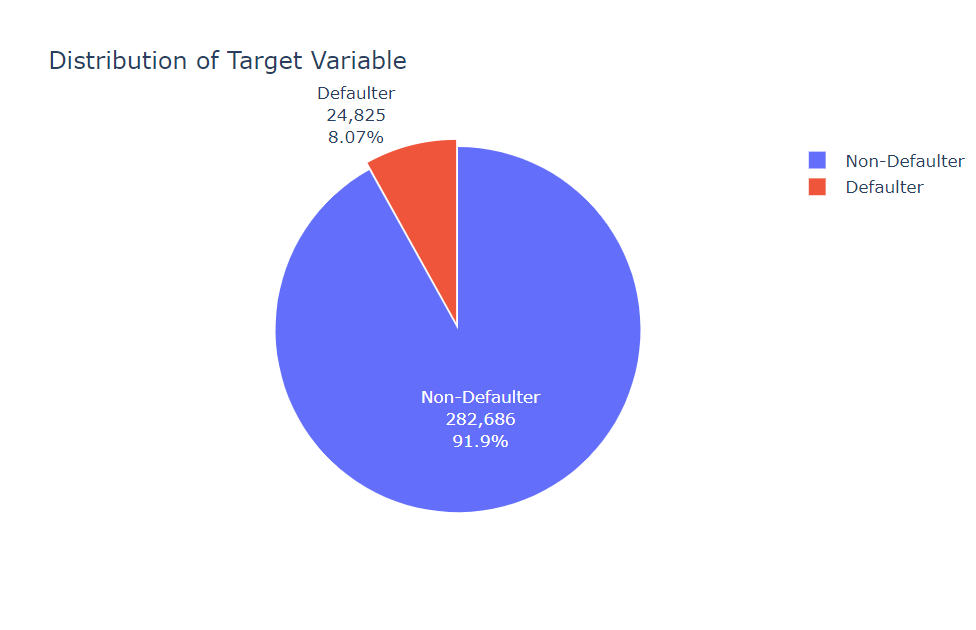 Distribution of Target Variable
Defaulter
24,825
8.07%
Non-Defaulter
Defaulter
Non-Defaulter
282,686
91.9%